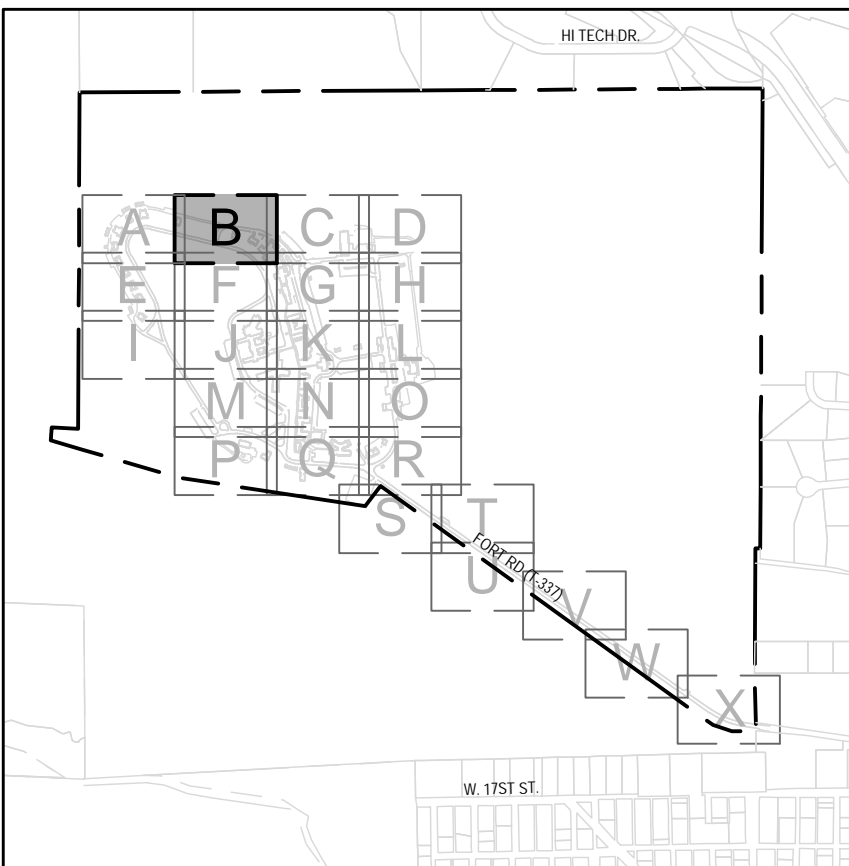 HI TECH DR.
A B C D
E F G H
I J K L
M N O
P Q R
S T
FORT RD (T-337)
U V
W
X
W. 17ST ST.